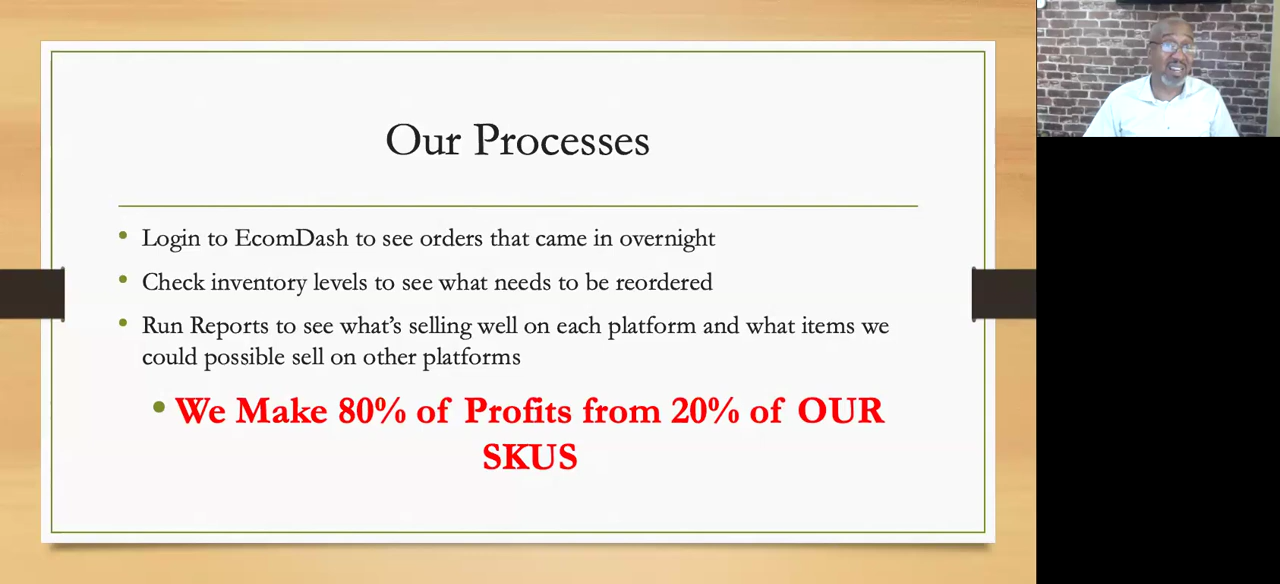 Our Processes
• Login to EcomDash to see orders that came in overnight
• Check inventory levels to see what needs to be reordered
• Run Reports to see what's selling well on each platform and what items we
could possible sell on other platforms
• We Make 80% of Profits from 20% of OUR
SKUS